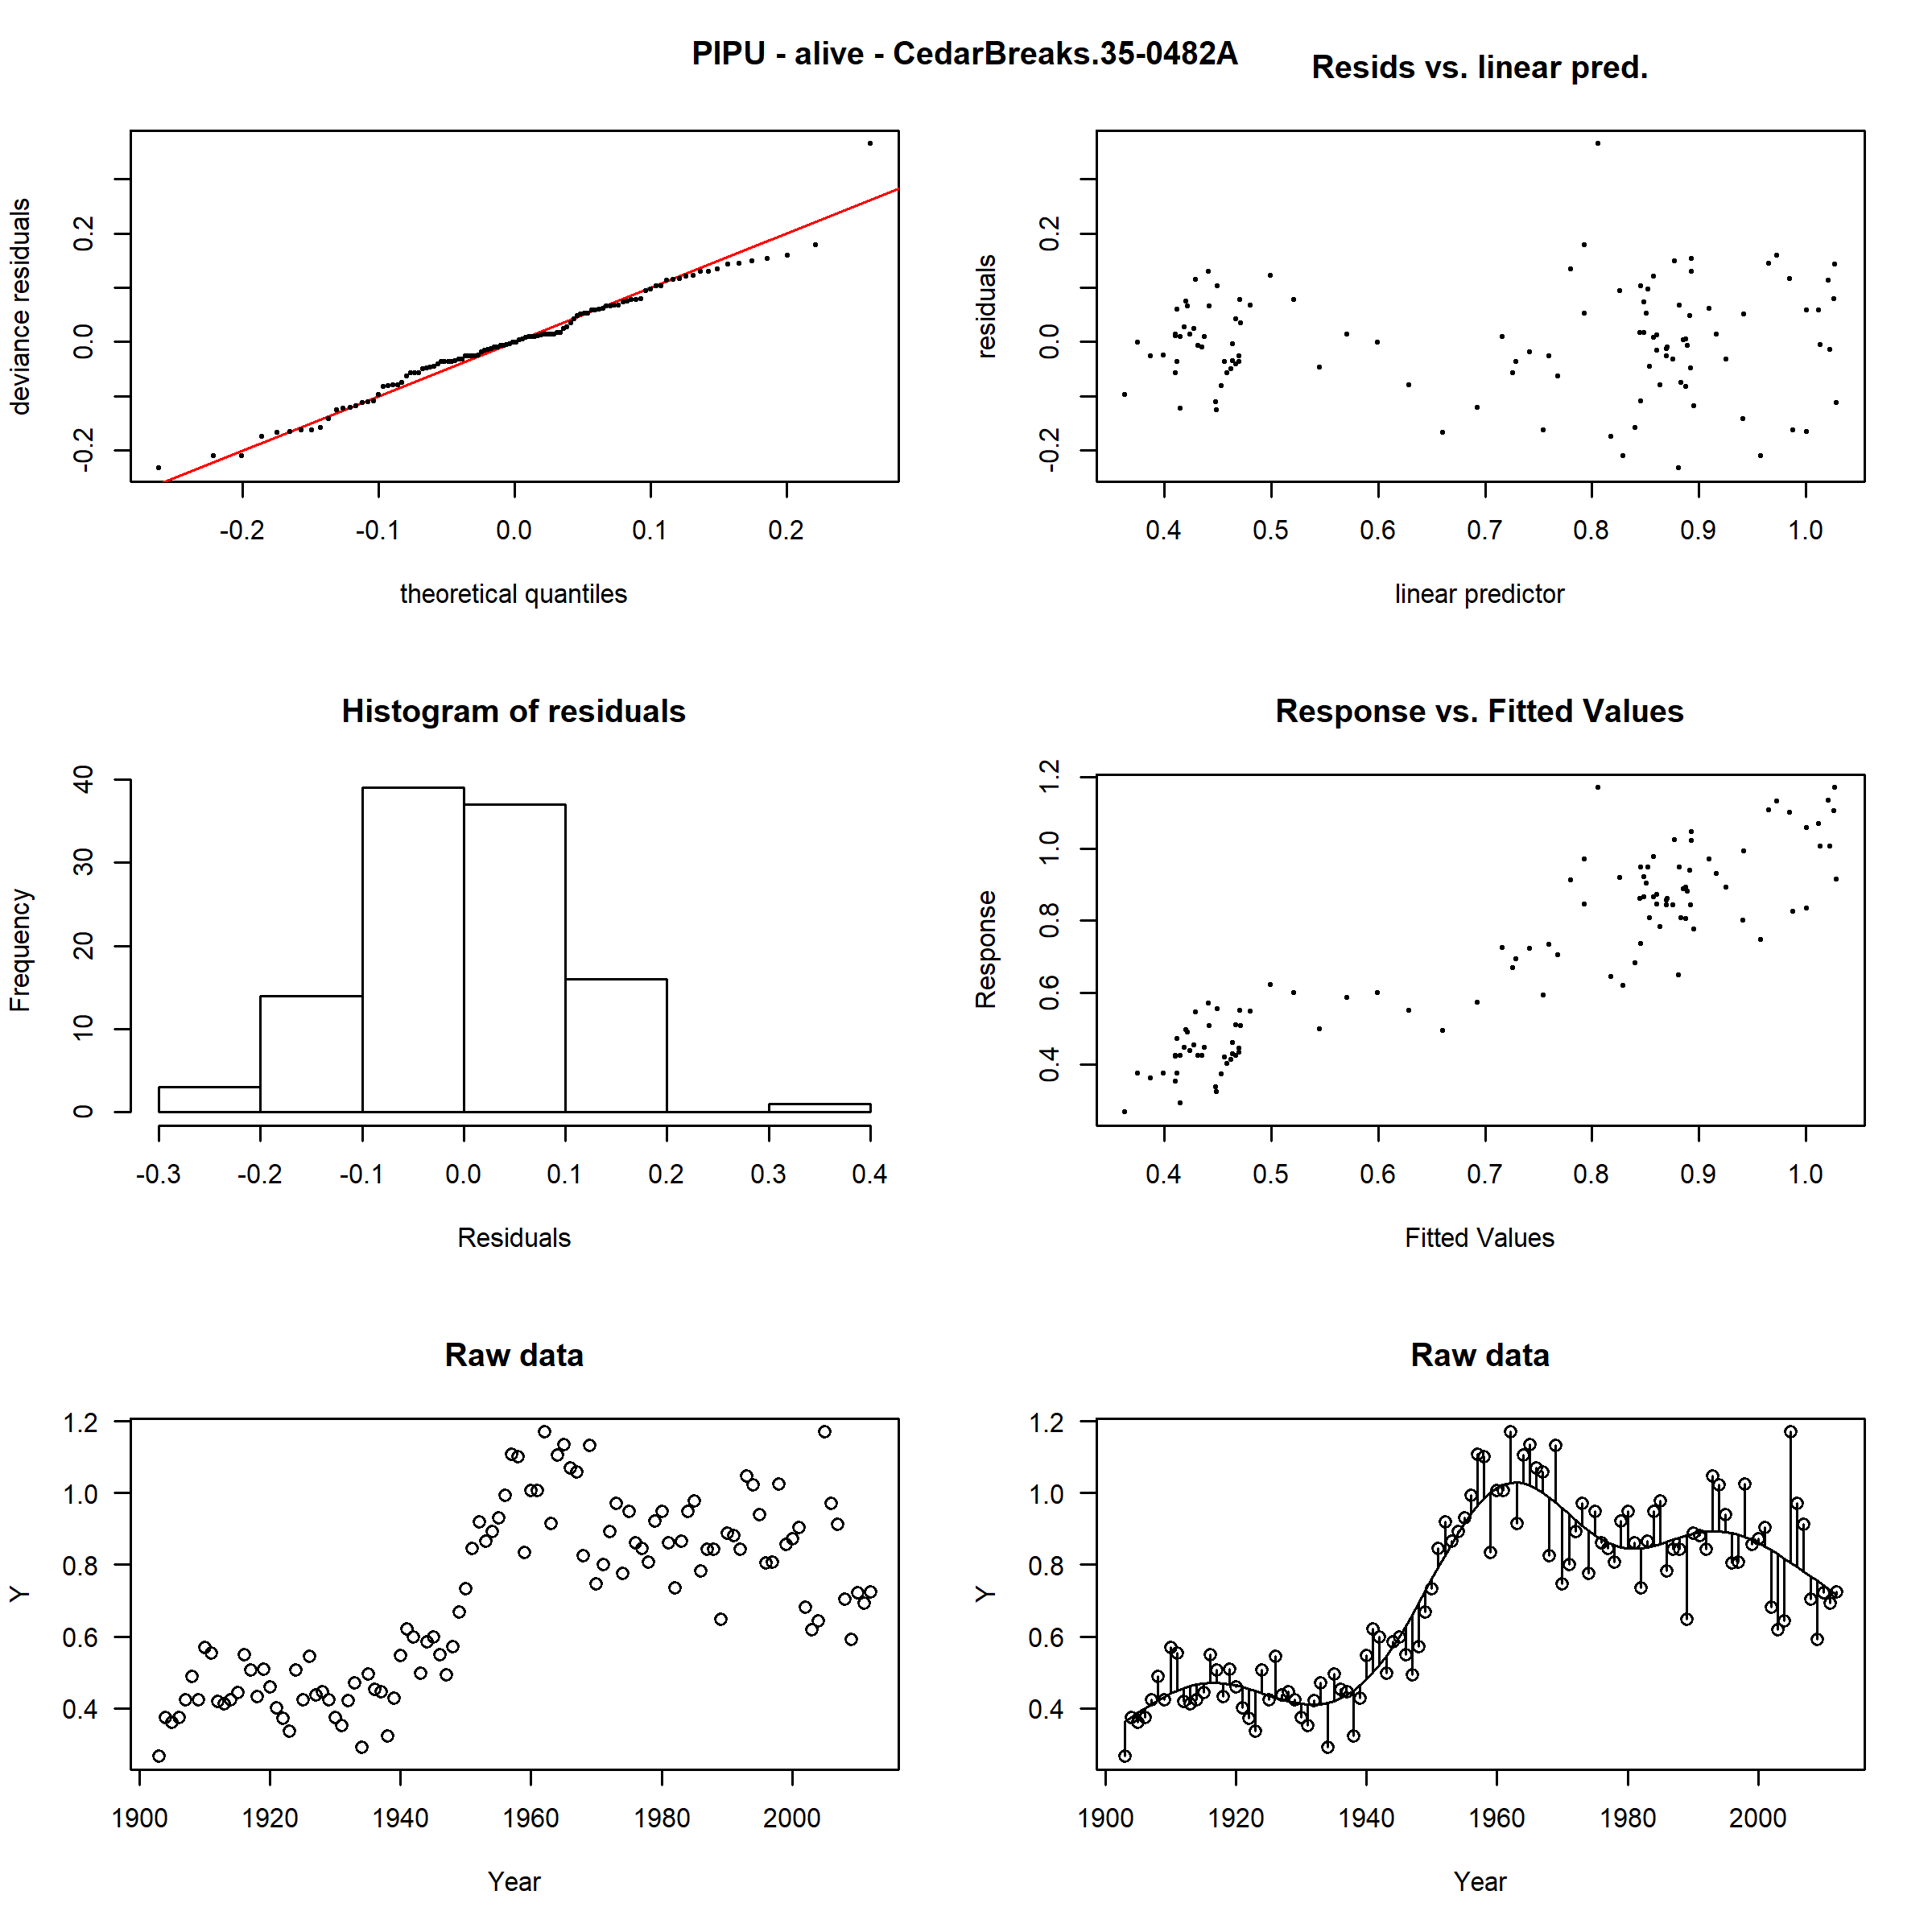 PIPU - alive - CedarBreaks.35-0482A
Resids vs. linear pred.
deviance residuals
-0.2 0.0 0.2
-0.2 -0.1 0.0 0.1 0.2
theoretical quantiles
residuals
-0.2 0.0 0.2
0.4 0.5 0.6 0.7 0.8 0.9 1.0
linear predictor
Histogram of residuals
Frequency
0 10 20 30 40
-0.3 -0.2 -0.1 0.0 0.1 0.2 0.3 0.4
Residuals
Response vs. Fitted Values
Response
0.4 0.6 0.8 1.0 1.2
0.4 0.5 0.6 0.7 0.8 0.9 1.0
Fitted Values
Raw data
Y
1.2
1.0
0.8
0.6
0.4
1900 1920 1940 1960 1980 2000
Year
Raw data
Y
1.2
1.0
0.8
0.6
0.4
1900 1920 1940 1960 1980 2000
Year